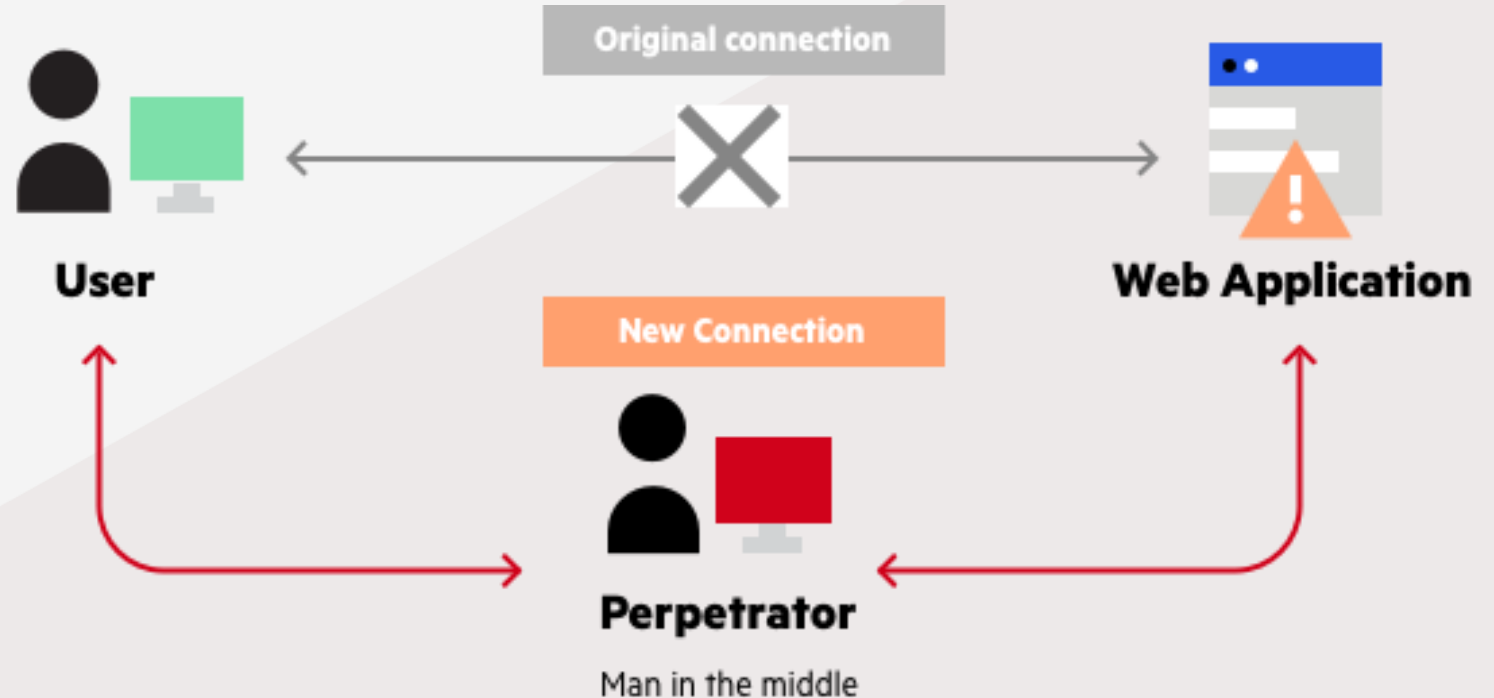 Original connection
User
Web Application
New Connection
Perpetrator
Man in the middle